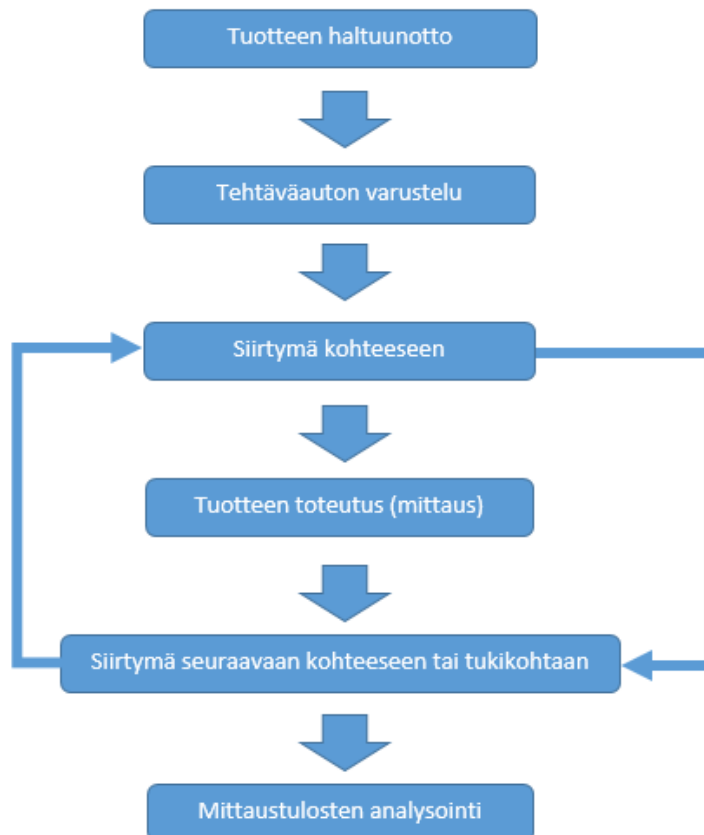 Tuotteen haltuunotto
Tehtäväauton varustelu
Siirtymä kohteeseen
Tuotteen toteutus (mittaus)
Siirtymä seuraavaan kohteeseen tai tukikohtaan
Mittaustulosten analysointi